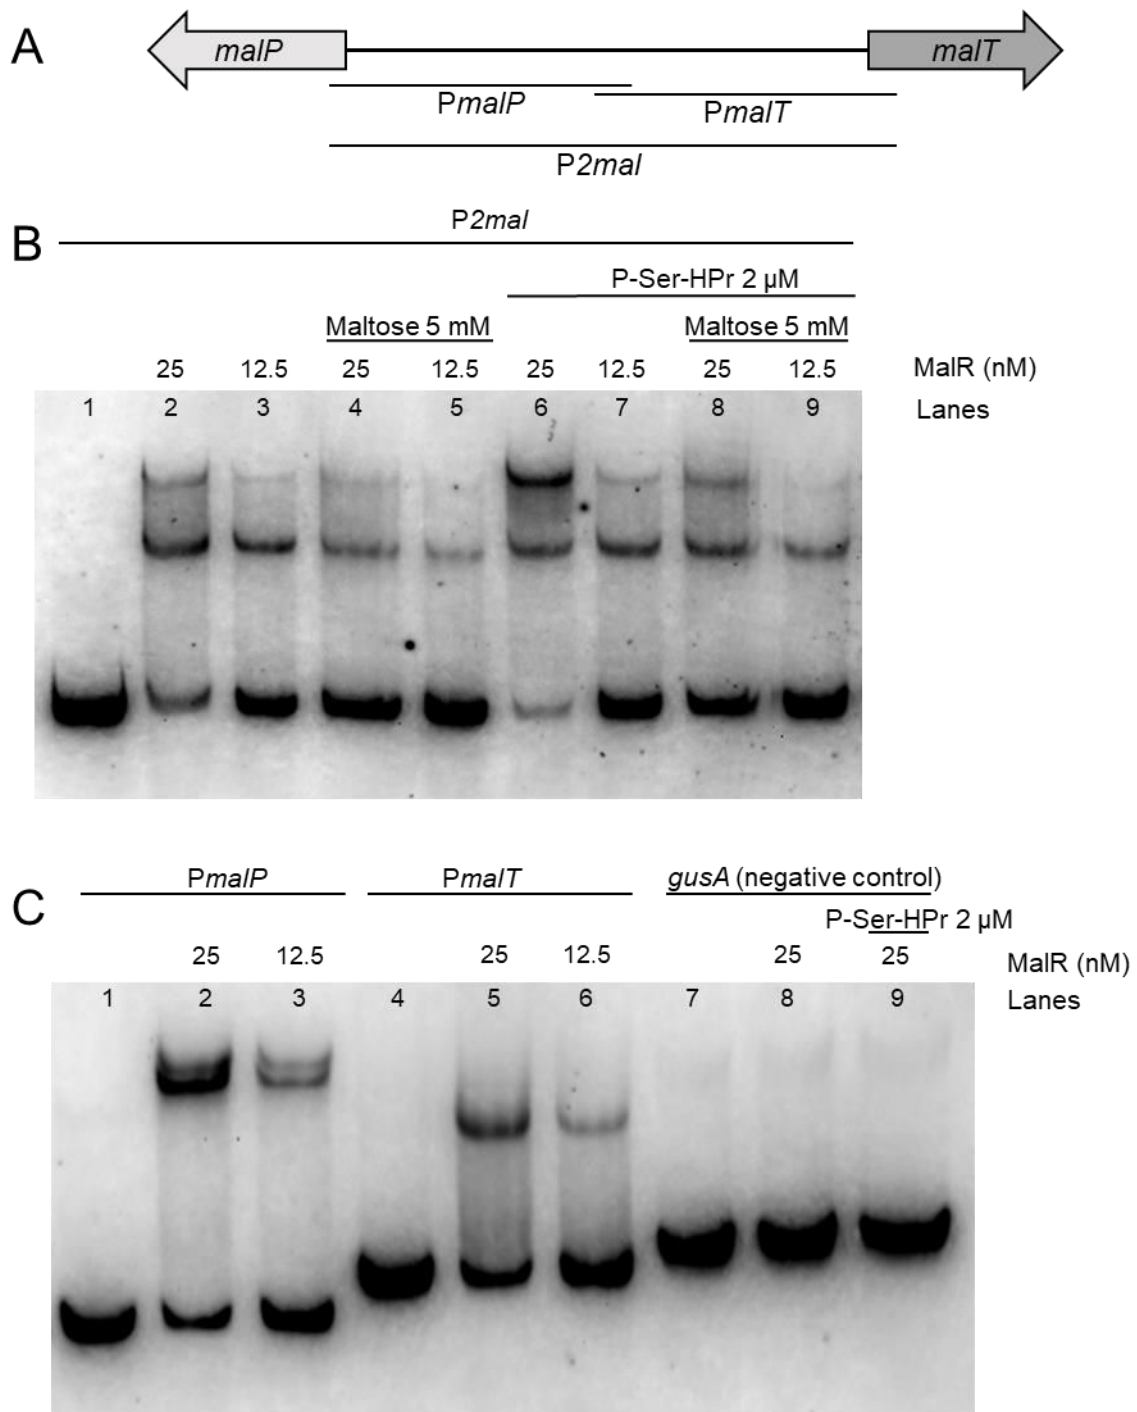 A
malP
malT
PmalP
PmalT
P2mal
B
P2mal
P-Ser-HPr 2 µM
Maltose 5 mM Maltose 5 mM
25 12.5 25 12.5 25 12.5 25 12.5 MalR (nM)
1 2 3 4 5 6 7 8 9 Lanes
C
PmalP PmalT gusA (negative control)
P-Ser-HPr 2 µM
25 12.5 25 12.5 25 25 MalR (nM)
1 2 3 4 5 6 7 8 9 Lanes